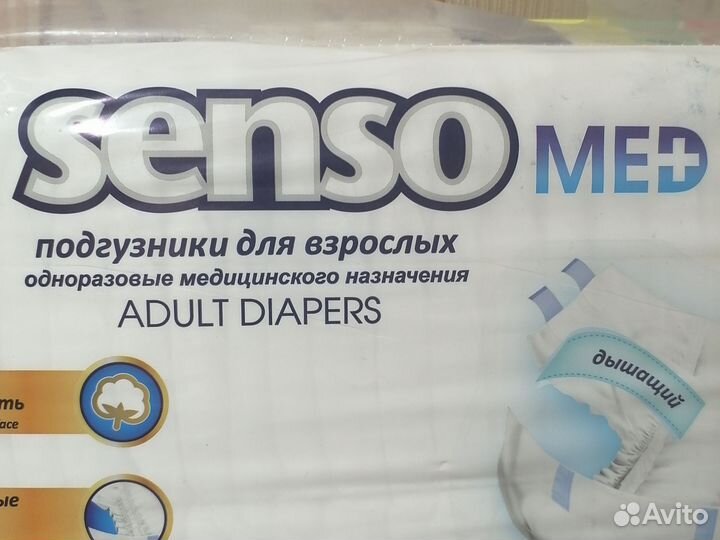 senso MED
подгузники для взрослых
одноразовые медицинского назначения
ADULT DIAPERS
дышащий
Avito